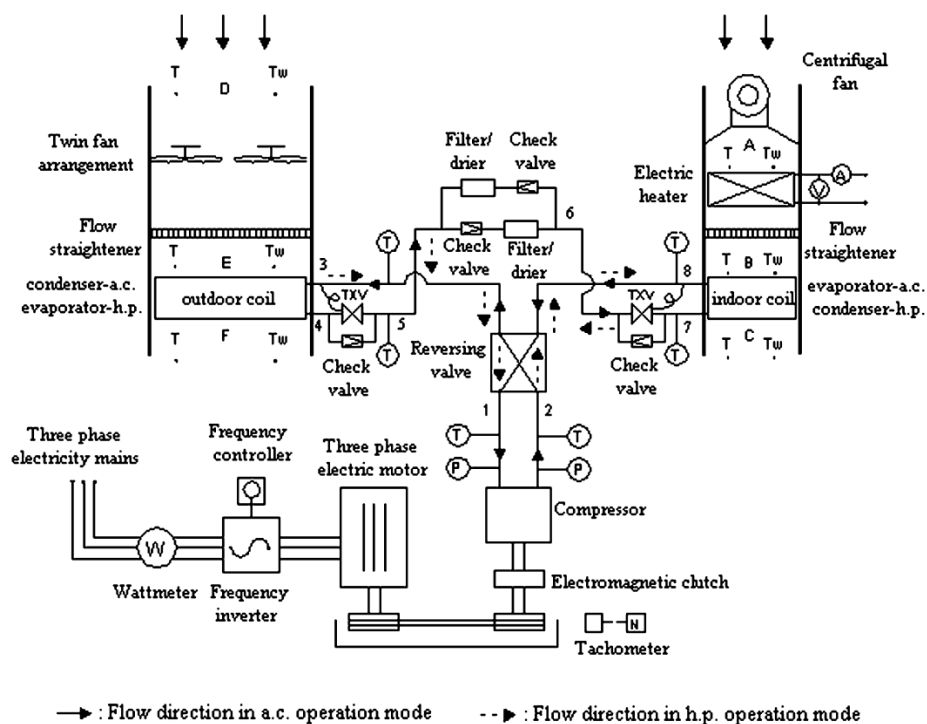 T
Tw
D
Twin fan
arrangement
Flow
straightener
T
Tw
E
condenser-a.c.
evaporator-h.p.
outdoor coil
F
T
Tw
3
4
T
TXV
5
T
Check
valve
Filter/
drier
Check
valve
6
Check
valve
Filter/
drier
Centrifugal
fan
A
T
Tw
Electric
heater
V
A
Flow
straightener
T
B
Tw
T
8
TXV
indoor coil
evaporator-a.c.
condenser-h.p.
7
T
C
T
Tw
Check
valve
Reversing
valve
1
2
T
T
P
P
Compressor
Electromagnetic clutch
N
Tachometer
Three phase
electricity mains
Frequency
controller
Three phase
electric motor
W
Wattmeter
Frequency
inverter
: Flow direction in a.c. operation mode
: Flow direction in h.p. operation mode